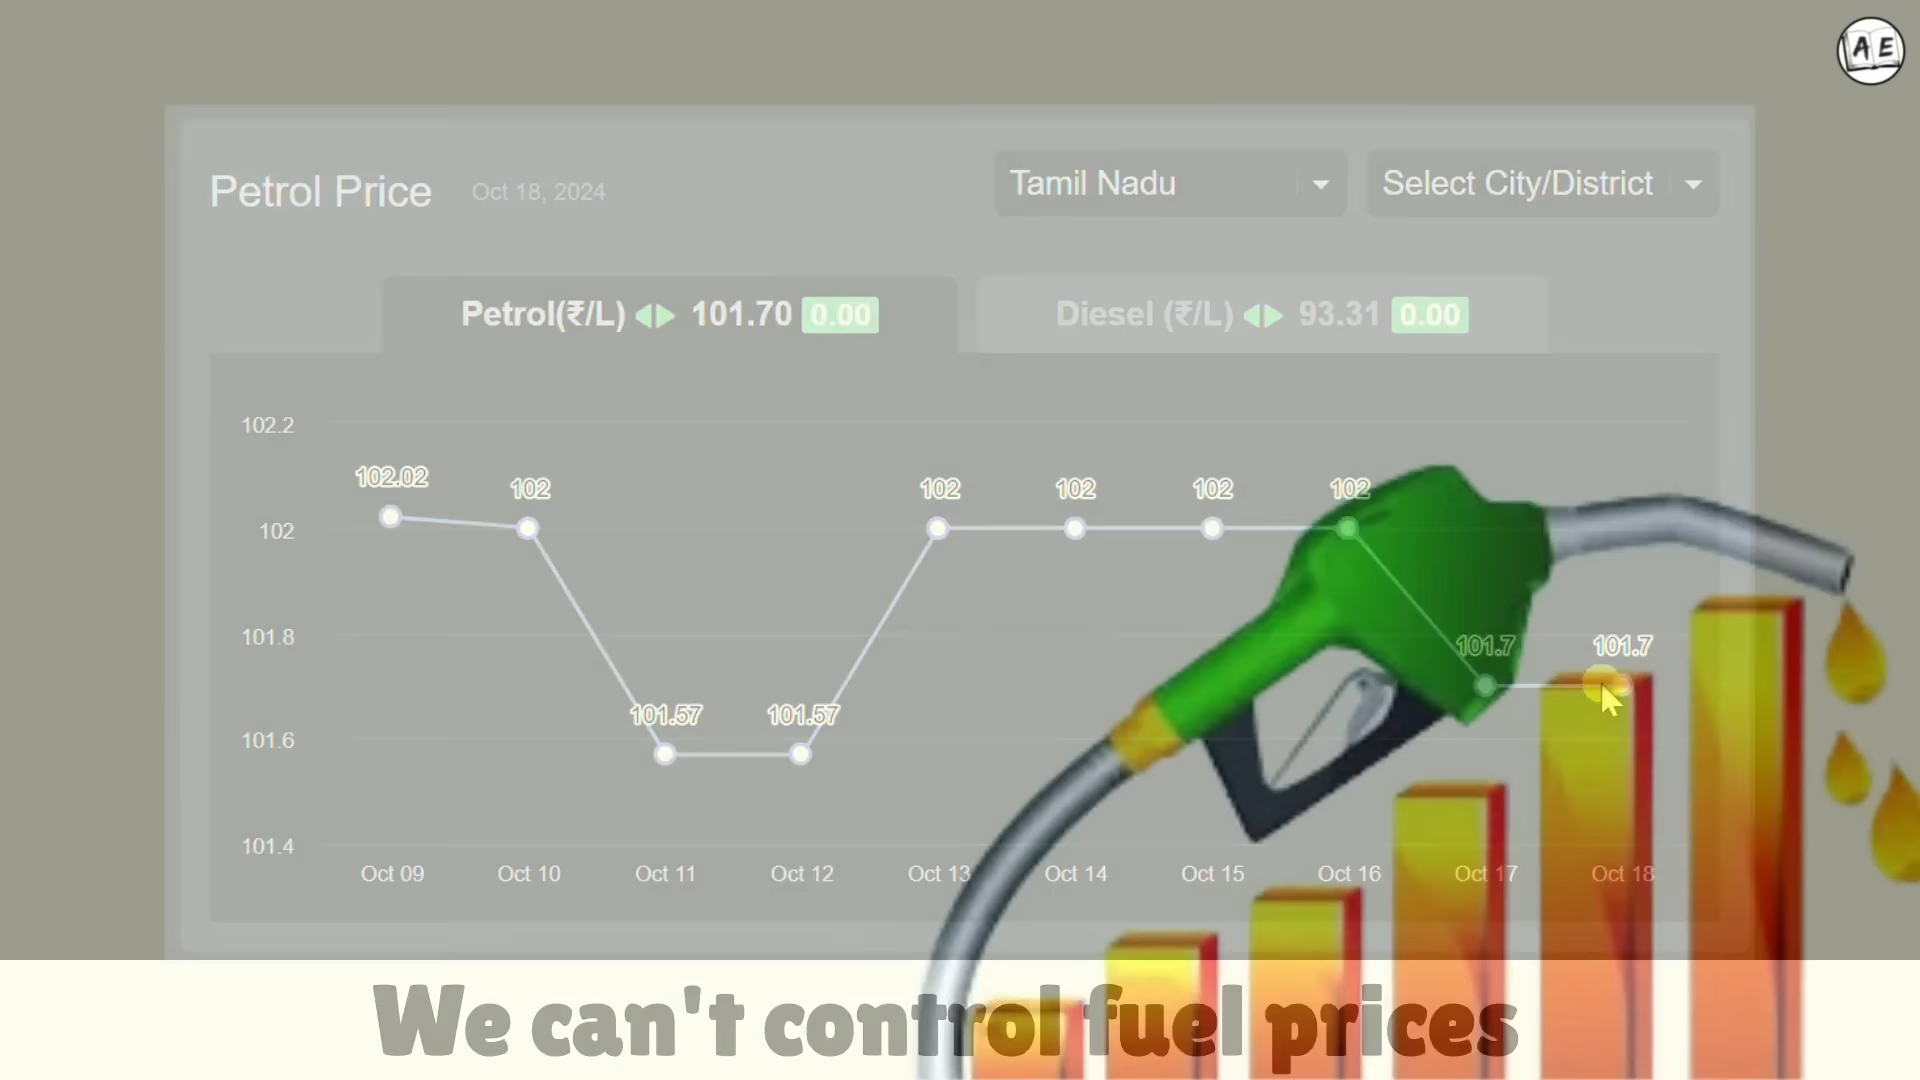 A E
Petrol Price Oct 18, 2024 Tamil Nadu Select City/District
Petrol(₹/L) 101.70 0.00 Diesel (₹/L) 93.31 0.00
102.2
102
101.8
101.6
101.4
102.02 102 101.57 101.57 102 102 102 102 101.7 101.7
Oct 09 Oct 10 Oct 11 Oct 12 Oct 13 Oct 14 Oct 15 Oct 16 Oct 17 Oct 18
We can't control fuel prices